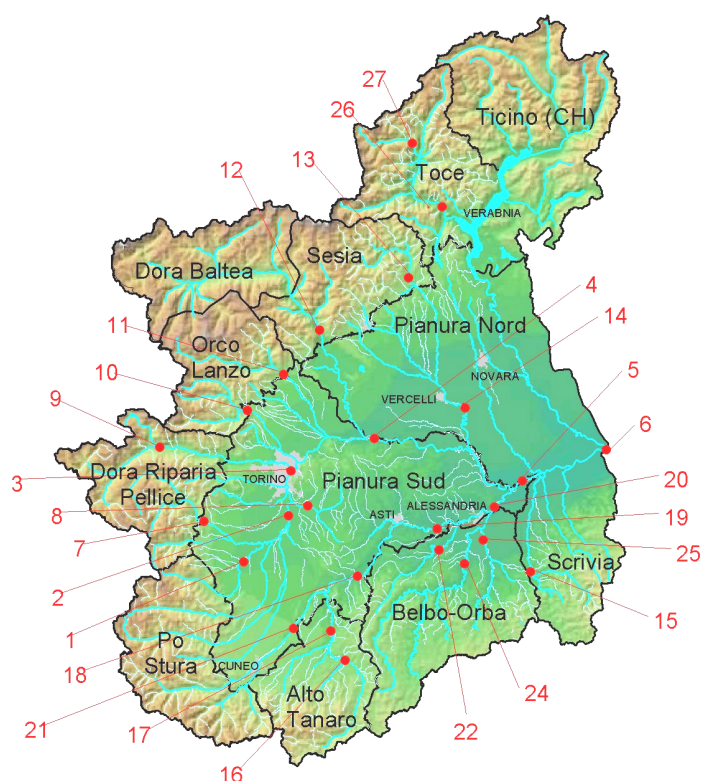 27
26
Ticino (CH)
13
Toce
12
VERABNIA
Sesia
Dora Baltea
4
Pianura Nord
14
11
Orco
Lanzo
10
NOVARA
5
9
VERCELLI
6
Dora Riparia
3
TORINO
Pianura Sud
20
Pellice
8
ALESSANDRIA
ASTI
19
7
25
2
Scrivia
1
Belbo-Orba
15
Po
Stura
18
CUNEO
24
21
Alto
Tanaro
17
22
16